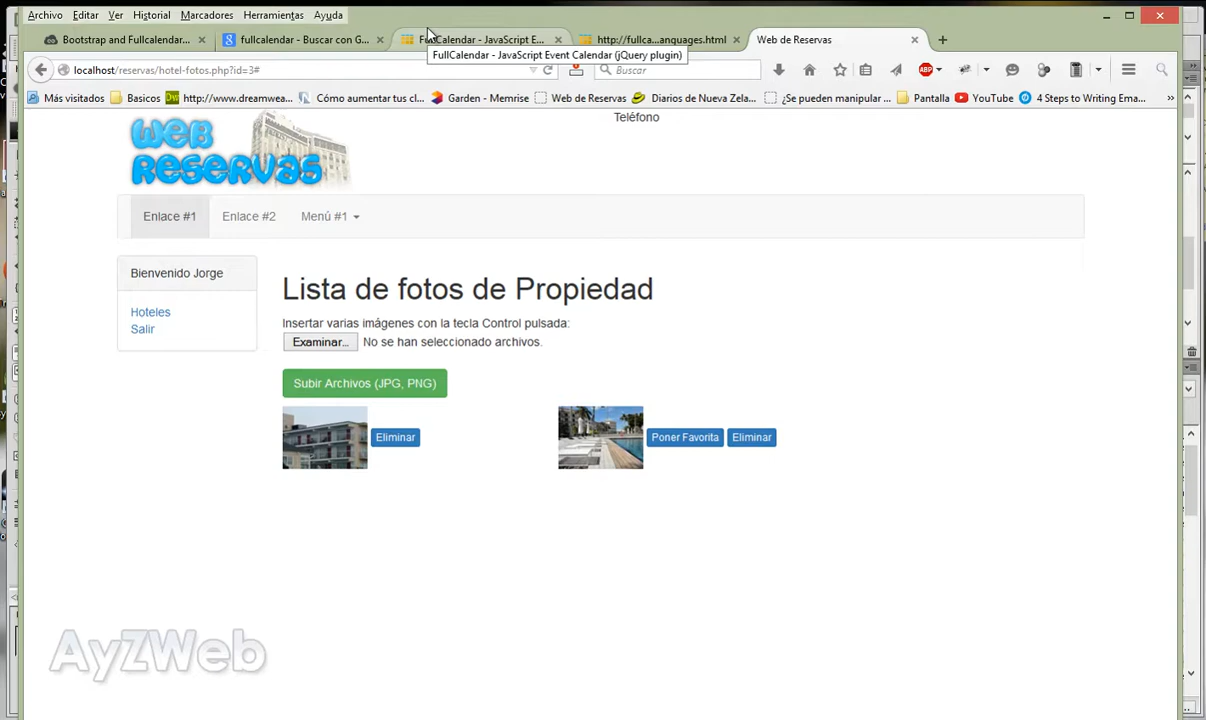 Archivo Editar Ver Historial Marcadores Herramientas Ayuda
Bootstrap and Fullcalendar... fullcalendar - Buscar con G... FullCalendar - JavaScript E... http://fullca...anguages.html Web de Reservas
FullCalendar - JavaScript Event Calendar (jQuery plugin)
localhost/reservas/hotel-fotos.php?id=3# Buscar ABP
Más visitados Basicos http://www.dreamwea... Cómo aumentar tus cl... Garden - Memrise Web de Reservas Diarios de Nueva Zela... ¿Se pueden manipular ... Pantalla YouTube 4 Steps to Writing Ema...
Teléfono
WEB
RESERVAS
Enlace #1 Enlace #2 Menú #1
Bienvenido Jorge
Hoteles
Salir
Lista de fotos de Propiedad
Insertar varias imágenes con la tecla Control pulsada:
Examinar... No se han seleccionado archivos.
Subir Archivos (JPG, PNG)
Eliminar Poner Favorita Eliminar
AyZWeb